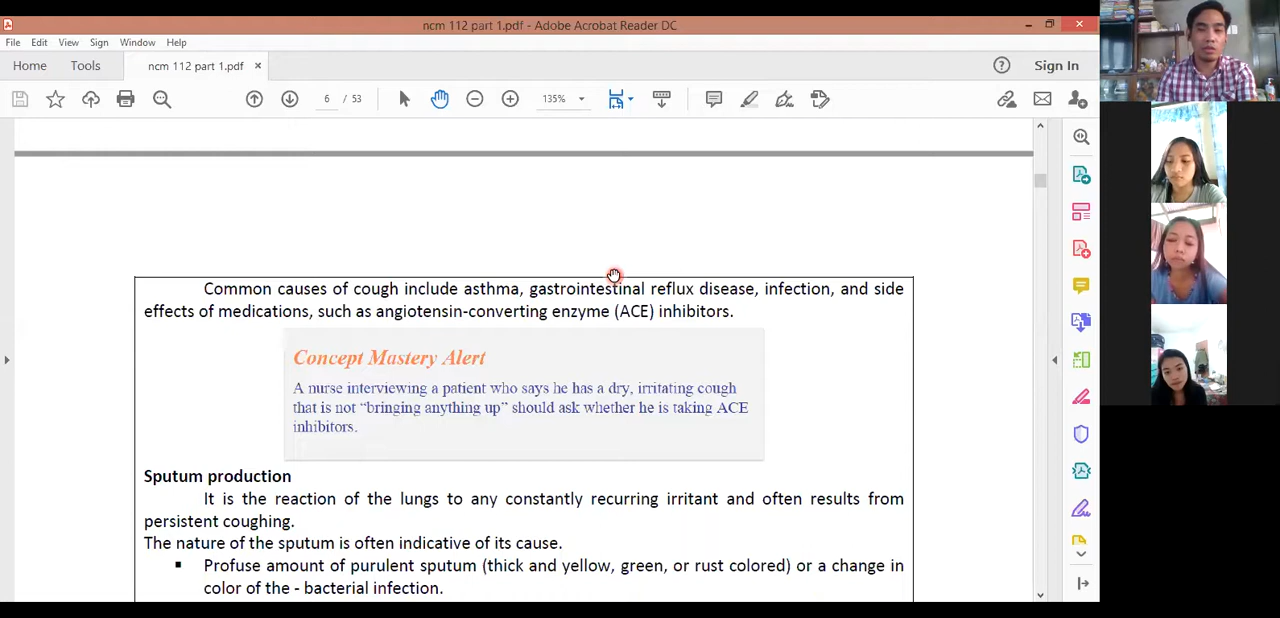 ncm 112 part 1.pdf - Adobe Acrobat Reader DC
File Edit View Sign Window Help
Home Tools ncm 112 part 1.pdf × Sign In
6 / 53 135%
Common causes of cough include asthma, gastrointestinal reflux disease, infection, and side
effects of medications, such as angiotensin-converting enzyme (ACE) inhibitors.
Concept Mastery Alert
A nurse interviewing a patient who says he has a dry, irritating cough
that is not “bringing anything up” should ask whether he is taking ACE
inhibitors.
Sputum production
It is the reaction of the lungs to any constantly recurring irritant and often results from
persistent coughing.
The nature of the sputum is often indicative of its cause.
▪ Profuse amount of purulent sputum (thick and yellow, green, or rust colored) or a change in
color of the - bacterial infection.